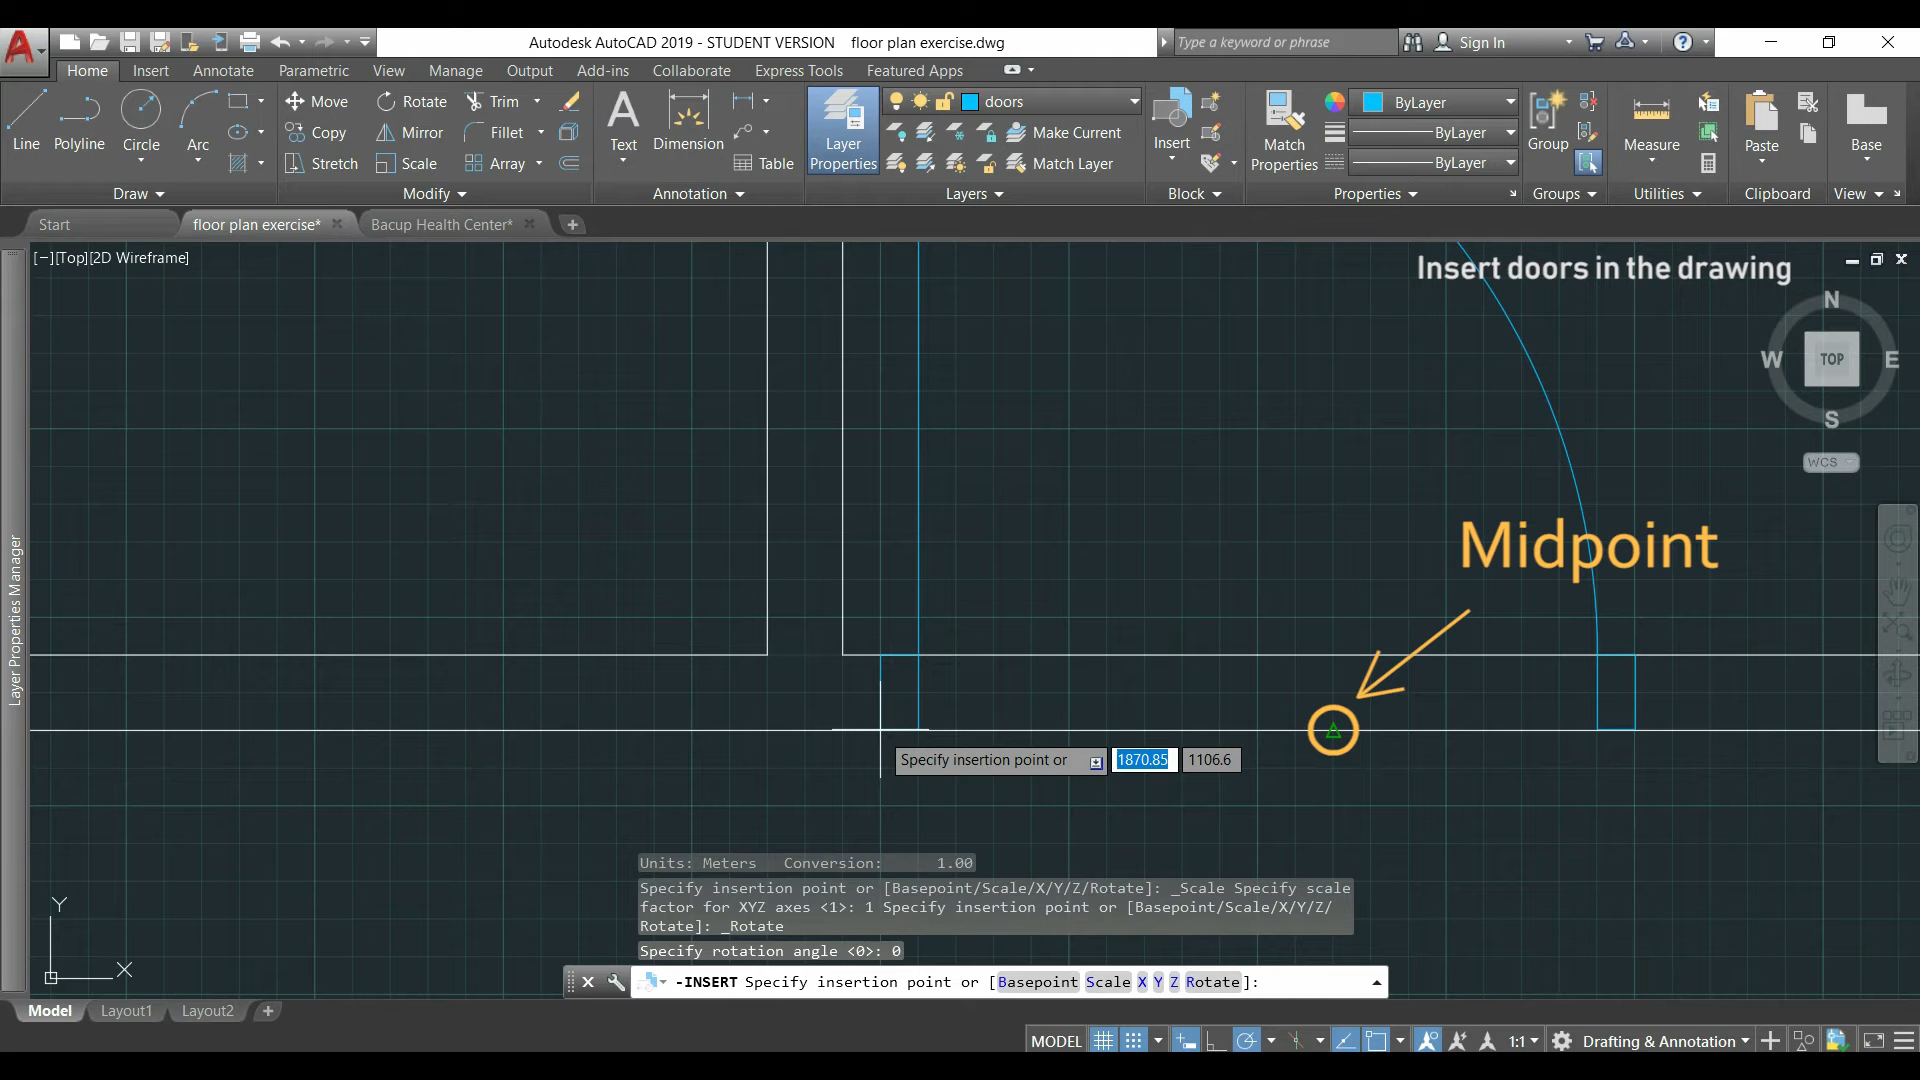 Autodesk AutoCAD 2019 - STUDENT VERSION floor plan exercise.dwg
Type a keyword or phrase
Sign In
Home Insert Annotate Parametric View Manage Output Add-ins Collaborate Express Tools Featured Apps
Line
Polyline
Circle
Arc
Draw
Move
Rotate
Trim
Copy
Mirror
Fillet
Stretch
Scale
Array
Modify
Text
Dimension
Table
Annotation
Layer
Properties
doors
Make Current
Match Layer
Layers
Insert
Block
Match
Properties
ByLayer
ByLayer
ByLayer
Properties
Group
Groups
Measure
Utilities
Paste
Clipboard
Base
View
Start
floor plan exercise*
Bacup Health Center*
[−][Top][2D Wireframe]
Insert doors in the drawing
N
W
TOP
E
S
WCS
Midpoint
Layer Properties Manager
Specify insertion point or 1870.85 1106.6
Units: Meters Conversion: 1.00
Specify insertion point or [Basepoint/Scale/X/Y/Z/Rotate]: _Scale Specify scale
factor for XYZ axes <1>: 1 Specify insertion point or [Basepoint/Scale/X/Y/Z/
Rotate]: _Rotate
Specify rotation angle <0>: 0
-INSERT Specify insertion point or [Basepoint Scale X Y Z Rotate]:
Y
X
Model Layout1 Layout2
MODEL
1:1
Drafting & Annotation